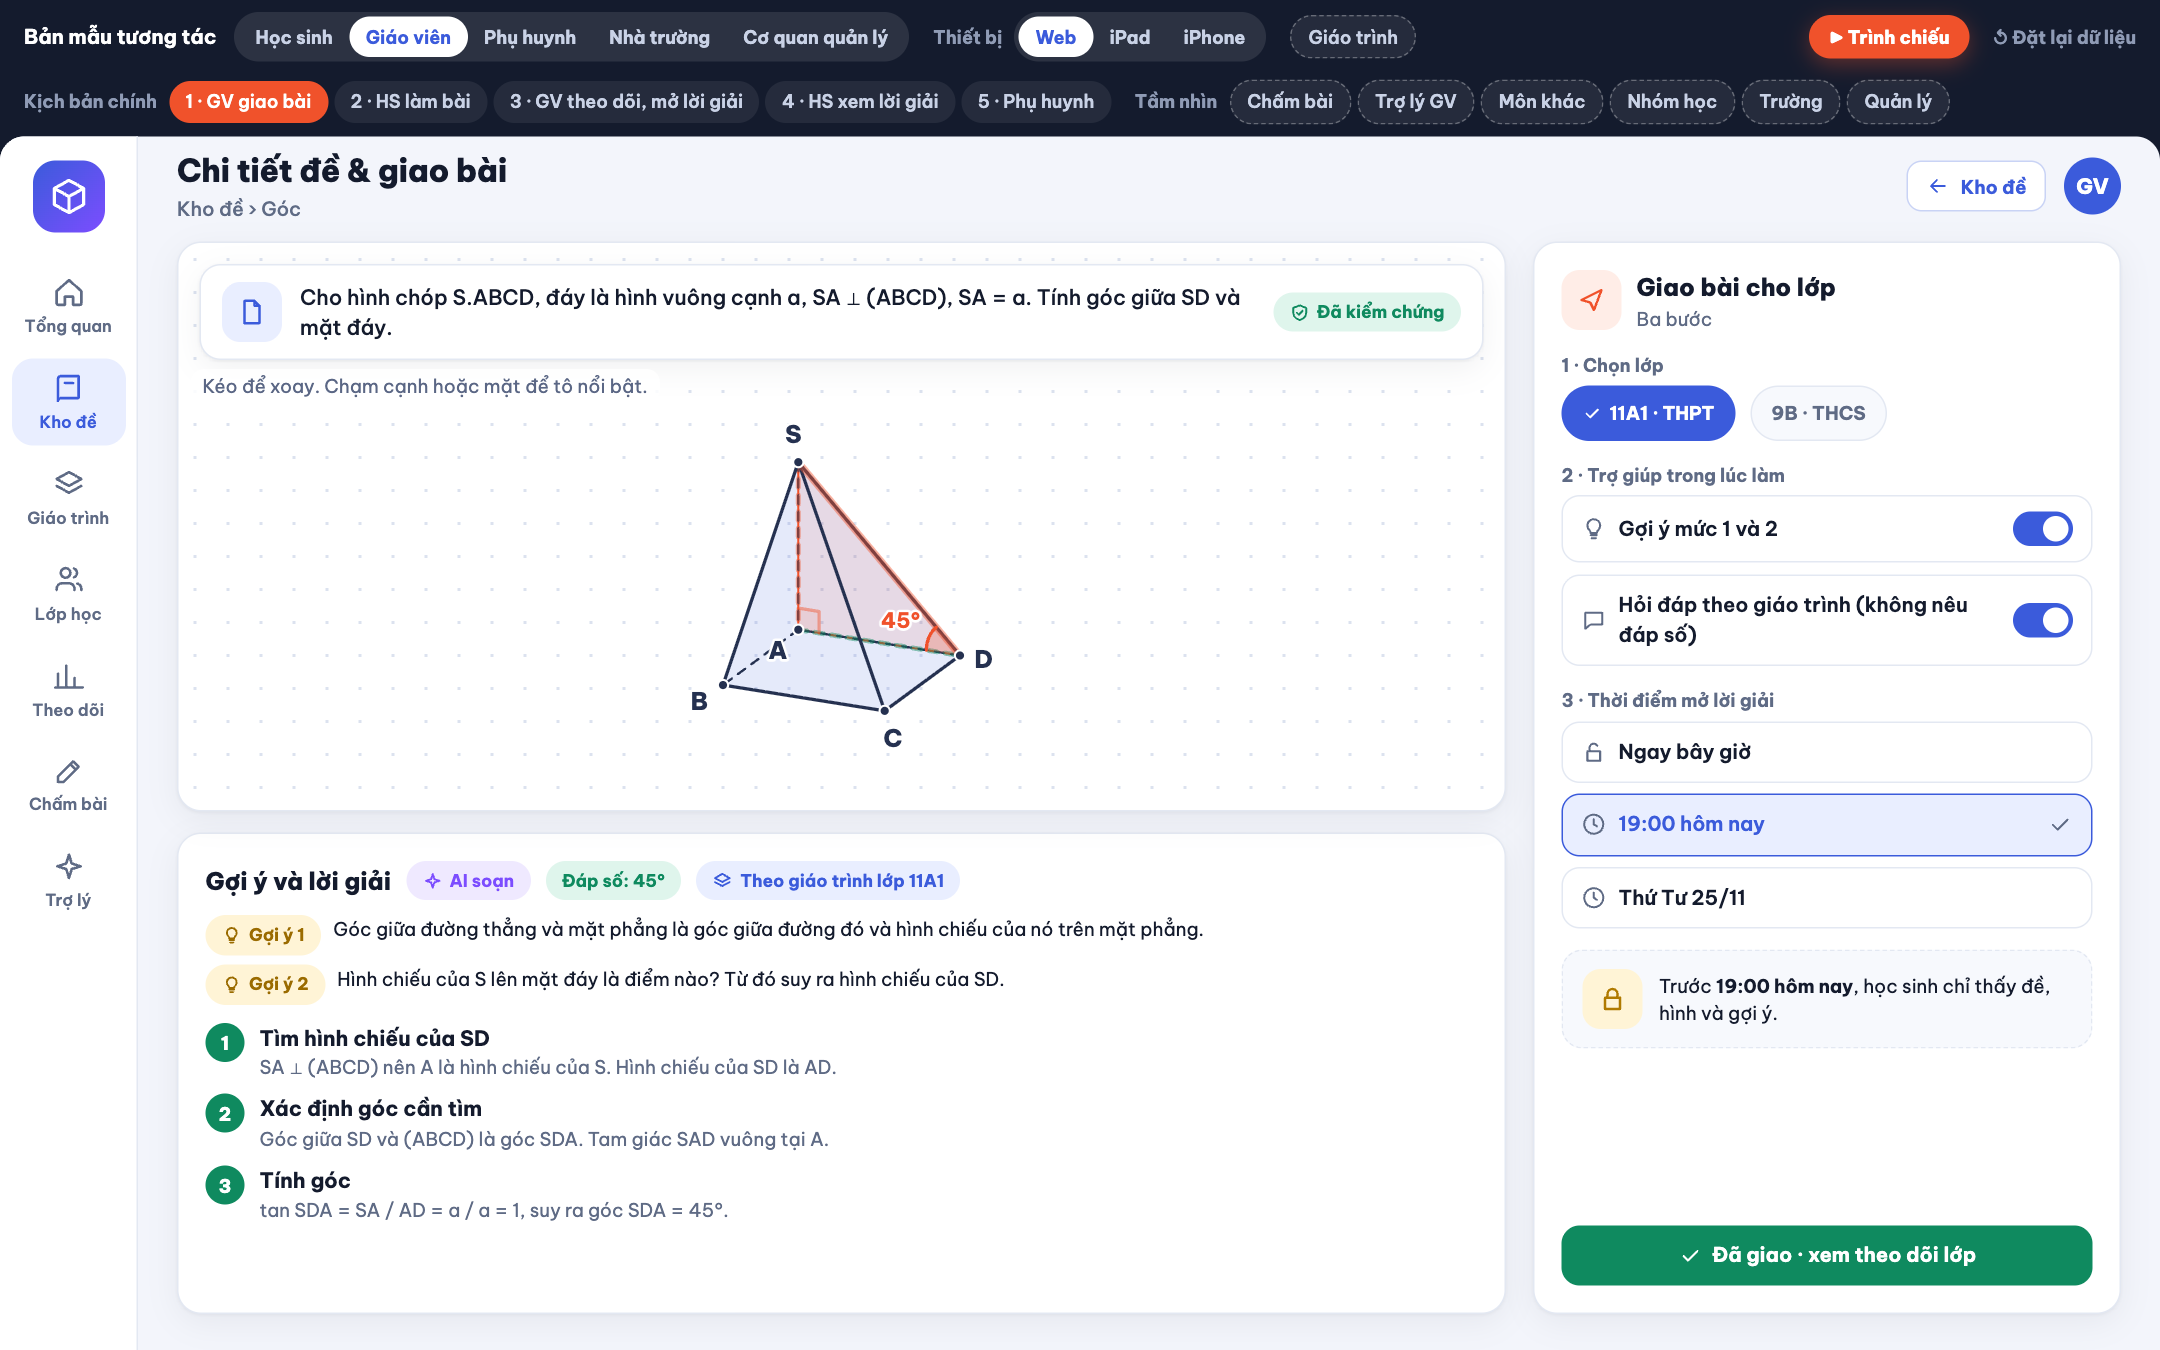 Bản mẫu tương tác
Học sinh
Giáo viên
Phụ huynh
Nhà trường
Cơ quan quản lý
Thiết bị
Web
iPad
iPhone
Giáo trình
Trình chiếu
Đặt lại dữ liệu
Kịch bản chính
1 · GV giao bài
2 · HS làm bài
3 · GV theo dõi, mở lời giải
4 · HS xem lời giải
5 · Phụ huynh
Tầm nhìn
Chấm bài
Trợ lý GV
Môn khác
Nhóm học
Trường
Quản lý
Tổng quan
Kho đề
Giáo trình
Lớp học
Theo dõi
Chấm bài
Trợ lý
Chi tiết đề & giao bài
Kho đề › Góc
Kho đề
GV
Cho hình chóp S.ABCD, đáy là hình vuông cạnh a, SA ⊥ (ABCD), SA = a. Tính góc giữa SD và
mặt đáy.
Đã kiểm chứng
Kéo để xoay. Chạm cạnh hoặc mặt để tô nổi bật.
S
45°
A
D
B
C
Gợi ý và lời giải
AI soạn
Đáp số: 45°
Theo giáo trình lớp 11A1
Gợi ý 1
Góc giữa đường thẳng và mặt phẳng là góc giữa đường đó và hình chiếu của nó trên mặt phẳng.
Gợi ý 2
Hình chiếu của S lên mặt đáy là điểm nào? Từ đó suy ra hình chiếu của SD.
1
Tìm hình chiếu của SD
SA ⊥ (ABCD) nên A là hình chiếu của S. Hình chiếu của SD là AD.
2
Xác định góc cần tìm
Góc giữa SD và (ABCD) là góc SDA. Tam giác SAD vuông tại A.
3
Tính góc
tan SDA = SA / AD = a / a = 1, suy ra góc SDA = 45°.
Giao bài cho lớp
Ba bước
1 · Chọn lớp
11A1 · THPT
9B · THCS
2 · Trợ giúp trong lúc làm
Gợi ý mức 1 và 2
Hỏi đáp theo giáo trình (không nêu
đáp số)
3 · Thời điểm mở lời giải
Ngay bây giờ
19:00 hôm nay
Thứ Tư 25/11
Trước 19:00 hôm nay, học sinh chỉ thấy đề,
hình và gợi ý.
Đã giao · xem theo dõi lớp